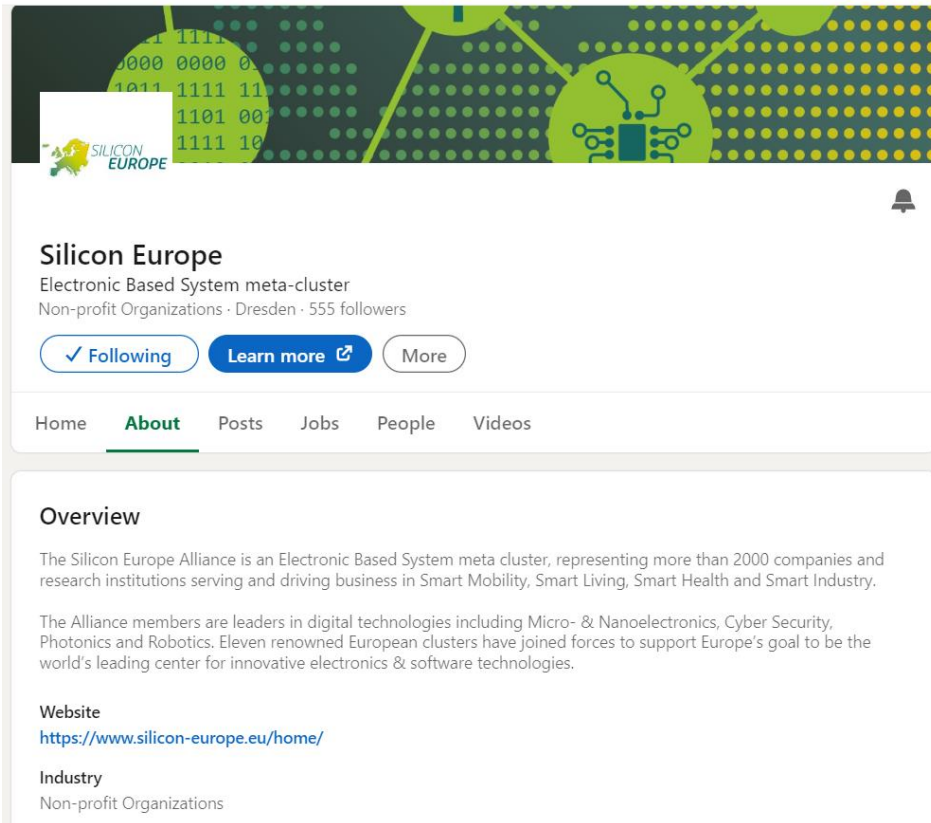 11 1111
0000 0000 0
1011 1111 11
1101 00
1111 10
SILICON
EUROPE
Silicon Europe
Electronic Based System meta-cluster
Non-profit Organizations · Dresden · 555 followers
✓ Following
Learn more
More
Home About Posts Jobs People Videos
Overview
The Silicon Europe Alliance is an Electronic Based System meta cluster, representing more than 2000 companies and
research institutions serving and driving business in Smart Mobility, Smart Living, Smart Health and Smart Industry.
The Alliance members are leaders in digital technologies including Micro- & Nanoelectronics, Cyber Security,
Photonics and Robotics. Eleven renowned European clusters have joined forces to support Europe's goal to be the
world's leading center for innovative electronics & software technologies.
Website
https://www.silicon-europe.eu/home/
Industry
Non-profit Organizations